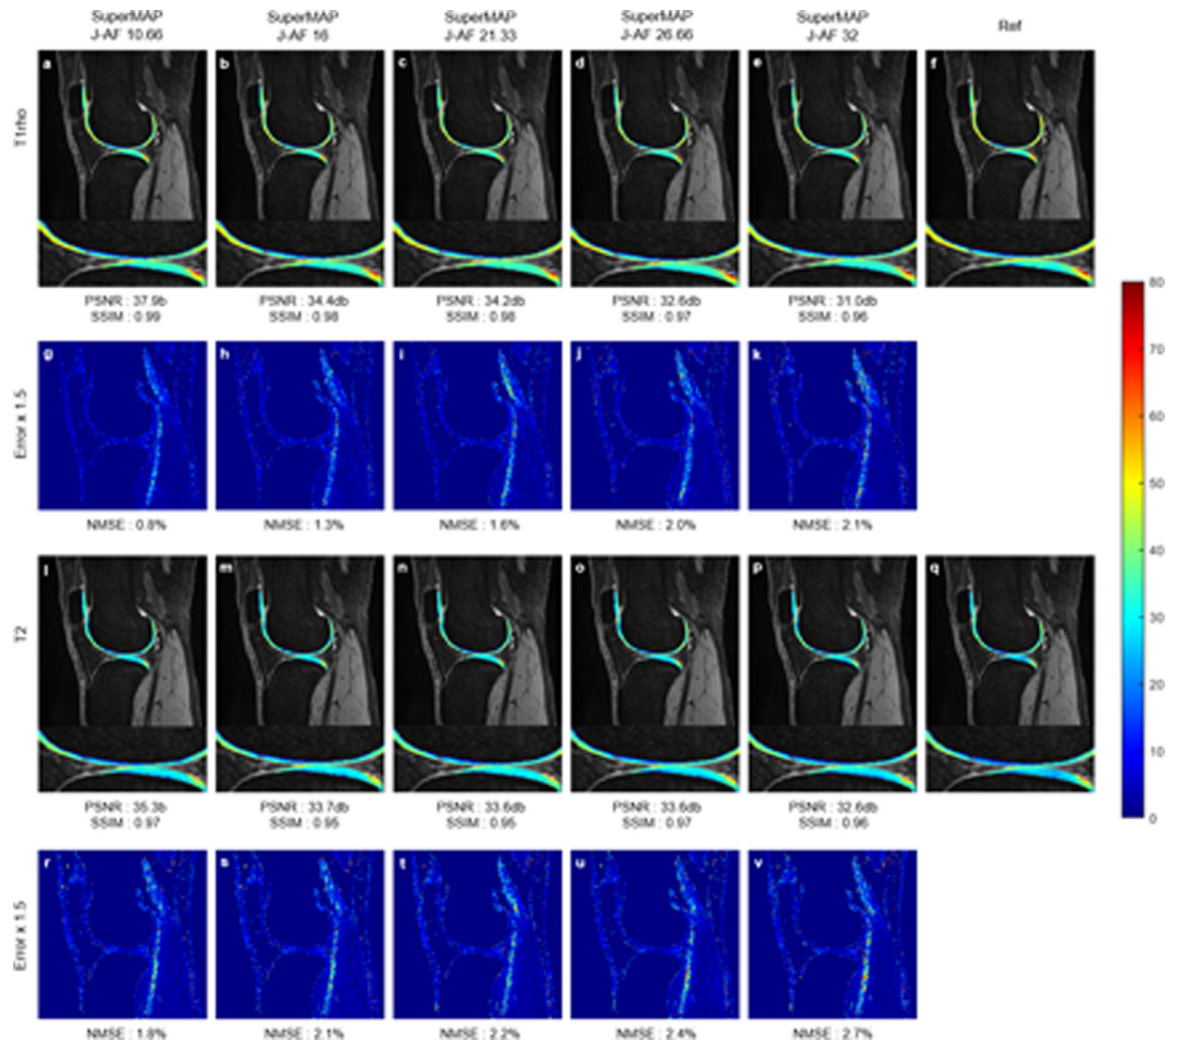 SuperMAP
J-AF 10.66
SuperMAP
J-AF 16
SuperMAP
J-AF 21.33
SuperMAP
J-AF 26.66
SuperMAP
J-AF 32
Ref
T1rho
a
b
c
d
e
f
PSNR : 37.9b
SSIM : 0.99
PSNR : 34.4db
SSIM : 0.98
PSNR : 34.2db
SSIM : 0.98
PSNR : 32.6db
SSIM : 0.97
PSNR : 31.0db
SSIM : 0.96
Error x 1.5
g
h
i
j
k
NMSE : 0.8%
NMSE : 1.3%
NMSE : 1.6%
NMSE : 2.0%
NMSE : 2.1%
T2
l
m
n
o
p
q
PSNR : 35.3b
SSIM : 0.97
PSNR : 33.7db
SSIM : 0.95
PSNR : 33.6db
SSIM : 0.95
PSNR : 33.6db
SSIM : 0.97
PSNR : 32.6db
SSIM : 0.96
Error x 1.5
r
s
t
u
v
NMSE : 1.8%
NMSE : 2.1%
NMSE : 2.2%
NMSE : 2.4%
NMSE : 2.7%
80
70
60
50
40
30
20
10
0